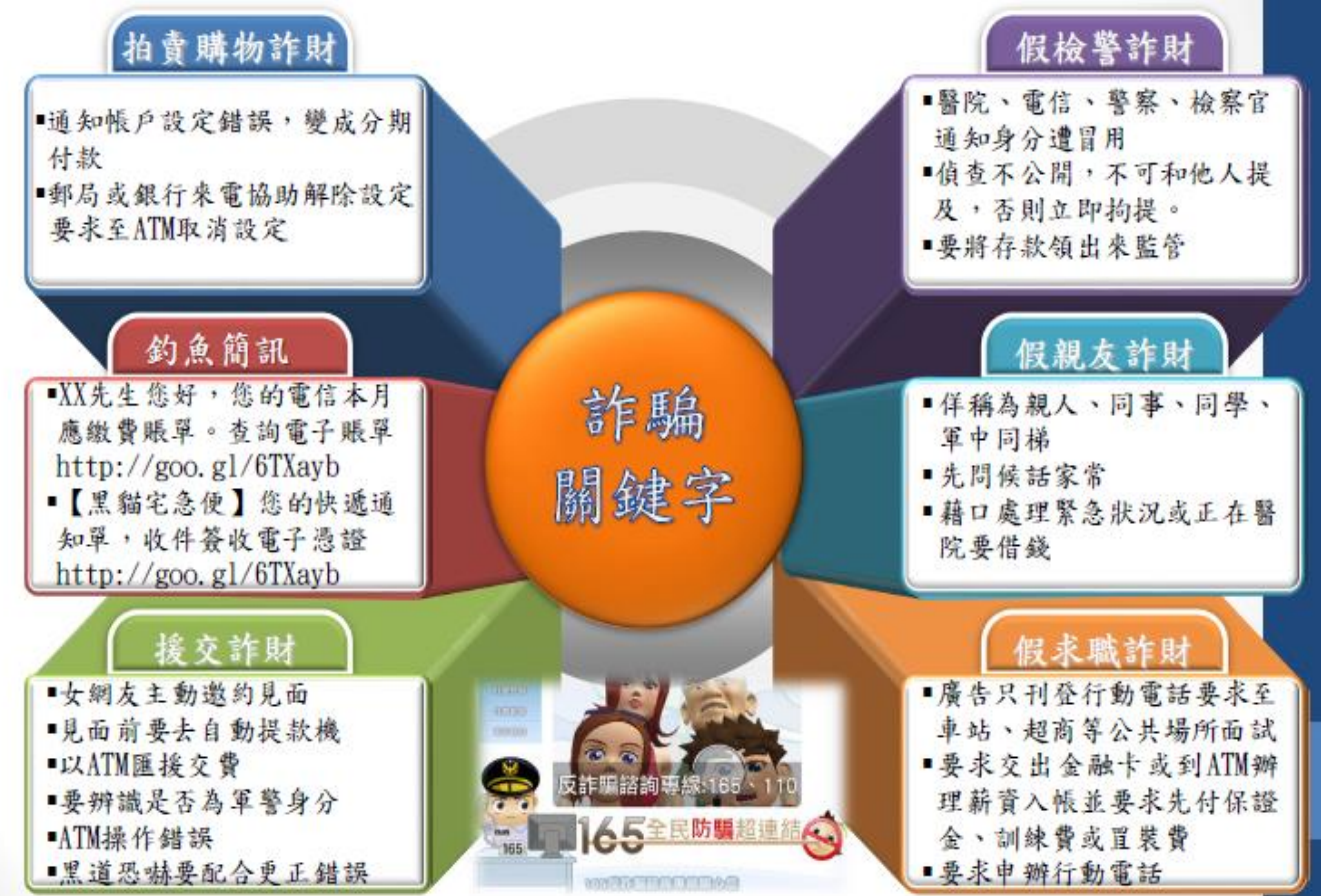 拍賣購物詐財
▪通知帳戶設定錯誤，變成分期
付款
▪郵局或銀行來電協助解除設定
要求至ATM取消設定
釣魚簡訊
▪XX先生您好，您的電信本月
應繳費賬單。查詢電子賬單
http://goo.gl/6TXayb
▪【黑貓宅急便】您的快遞通
知單，收件簽收電子憑證
http://goo.gl/6TXayb
援交詐財
▪女網友主動邀約見面
▪見面前要去自動提款機
▪以ATM匯援交費
▪要辨識是否為軍警身分
▪ATM操作錯誤
▪黑道恐嚇要配合更正錯誤
詐騙
關鍵字
假檢警詐財
▪醫院、電信、警察、檢察官
通知身分遭冒用
▪偵查不公開，不可和他人提
及，否則立即拘提。
▪要將存款領出來監管
假親友詐財
▪佯稱為親人、同事、同學、
軍中同梯
▪先問候話家常
▪藉口處理緊急狀況或正在醫
院要借錢
假求職詐財
▪廣告只刊登行動電話要求至
車站、超商等公共場所面試
▪要求交出金融卡或到ATM辦
理薪資入帳並要求先付保證
金、訓練費或置裝費
▪要求申辦行動電話
反詐騙諮詢專線:165、110
165全民防騙超連結
165